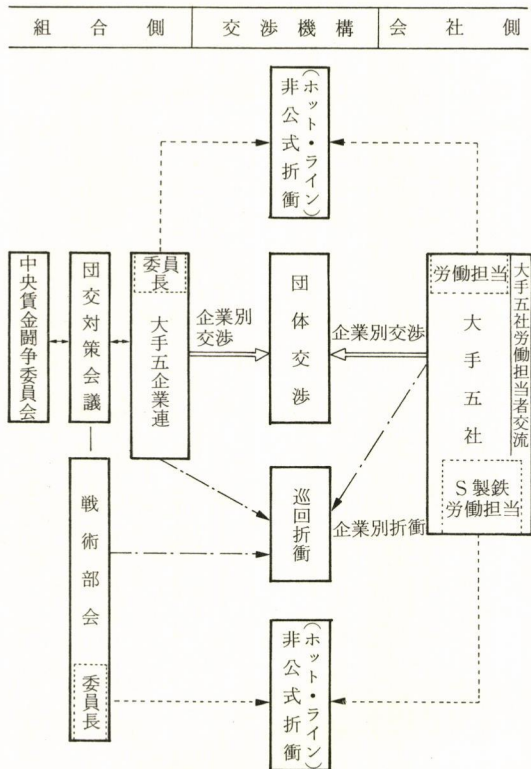 組合側
交渉機構
会社側
非公式折衝
(ホット・ライン)
中央賃金闘争委員会
団交対策会議
委員長
大手五企業連
企業別
交渉
団体交渉
企業別交渉
労働担当
大手五社
大手五社労働担当者交流
S製鉄
労働担当
戦術部会
委員長
巡回折衝
企業別折衝
非公式折衝
(ホット・ライン)